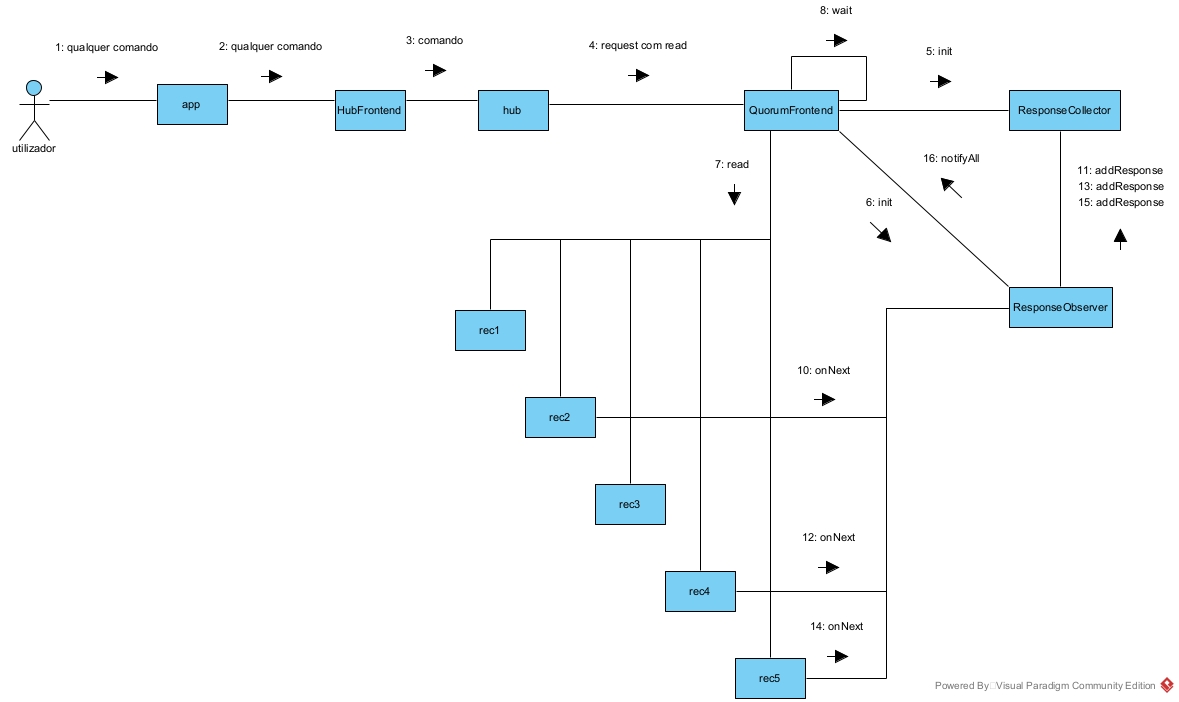 8: wait
1: qualquer comando
2: qualquer comando
3: comando
4: request com read
5: init
utilizador
app
HubFrontend
hub
QuorumFrontend
ResponseCollector
7: read
16: notifyAll
6: init
11: addResponse
13: addResponse
15: addResponse
ResponseObserver
rec1
10: onNext
rec2
rec3
12: onNext
rec4
14: onNext
rec5
Powered By Visual Paradigm Community Edition